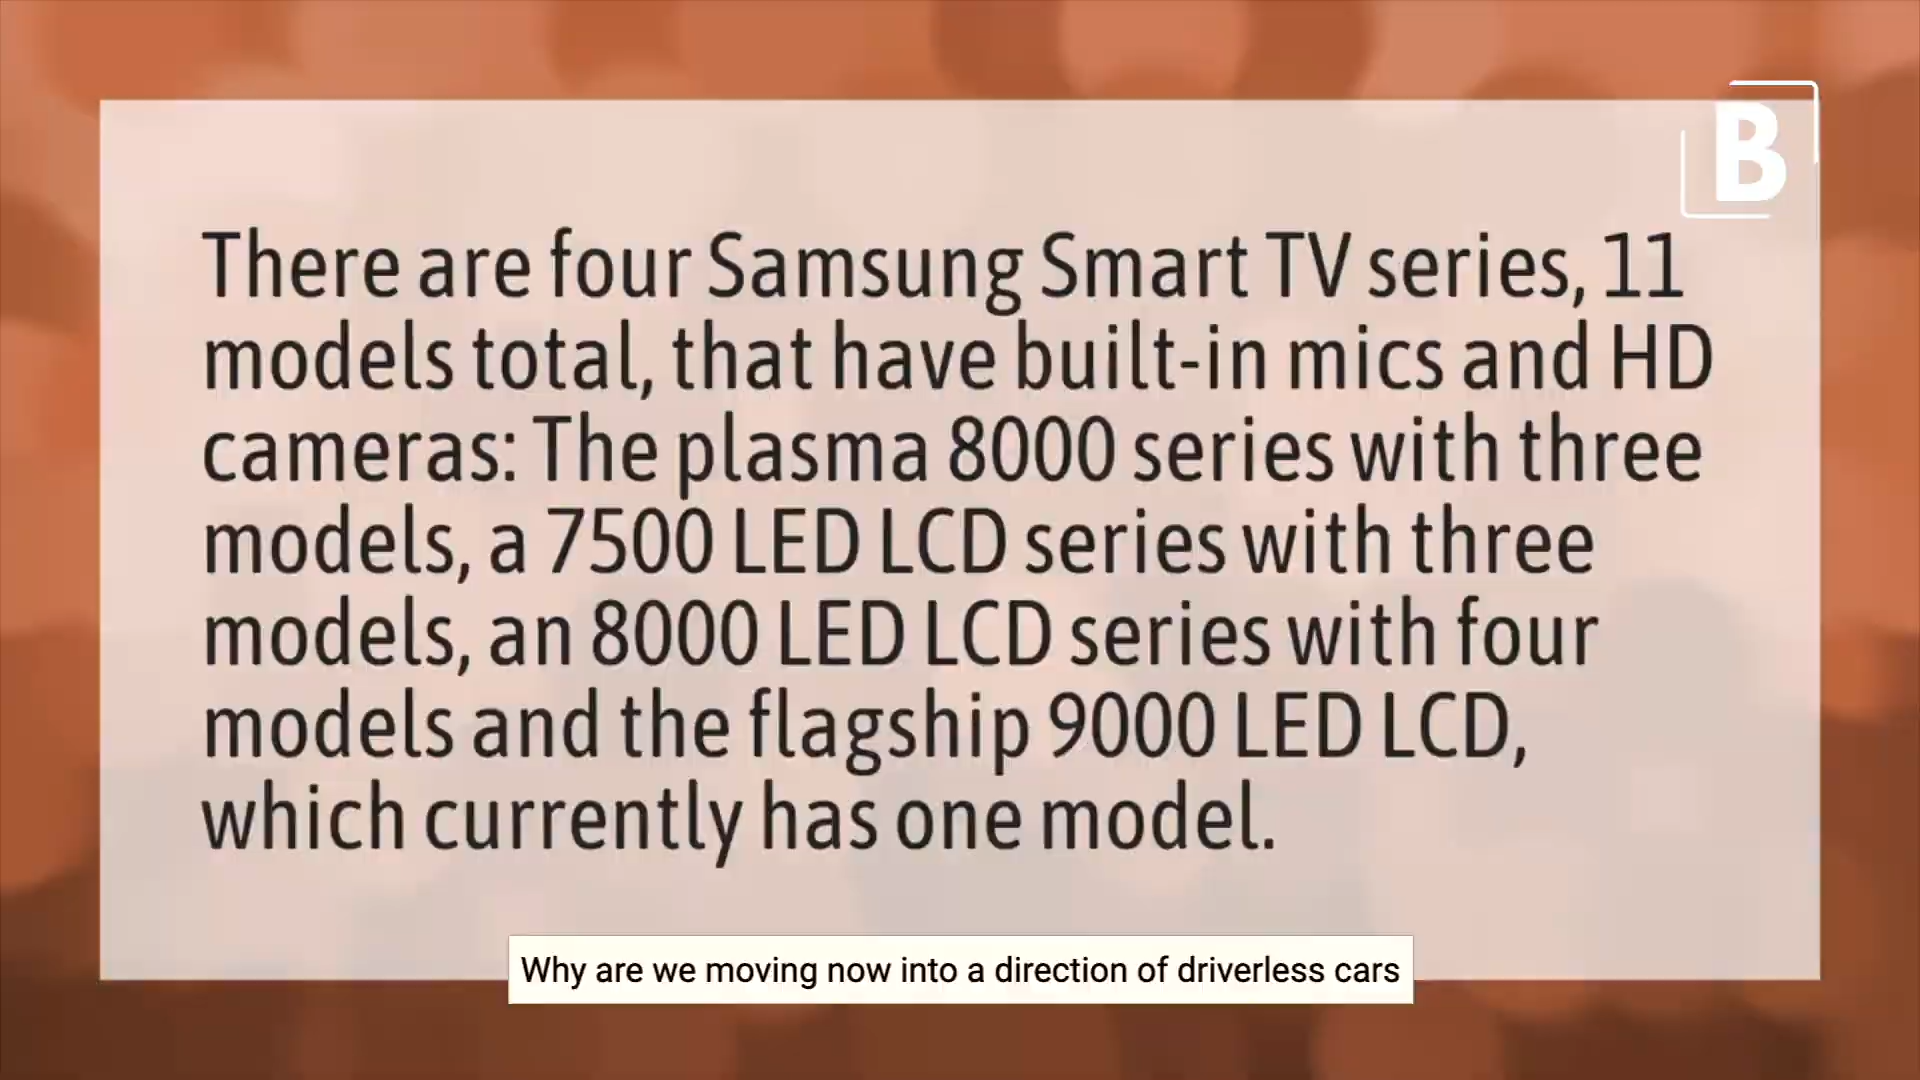 B
There are four Samsung Smart TV series, 11
models total, that have built-in mics and HD
cameras: The plasma 8000 series with three
models, a 7500 LED LCD series with three
models, an 8000 LED LCD series with four
models and the flagship 9000 LED LCD,
which currently has one model.
Why are we moving now into a direction of driverless cars